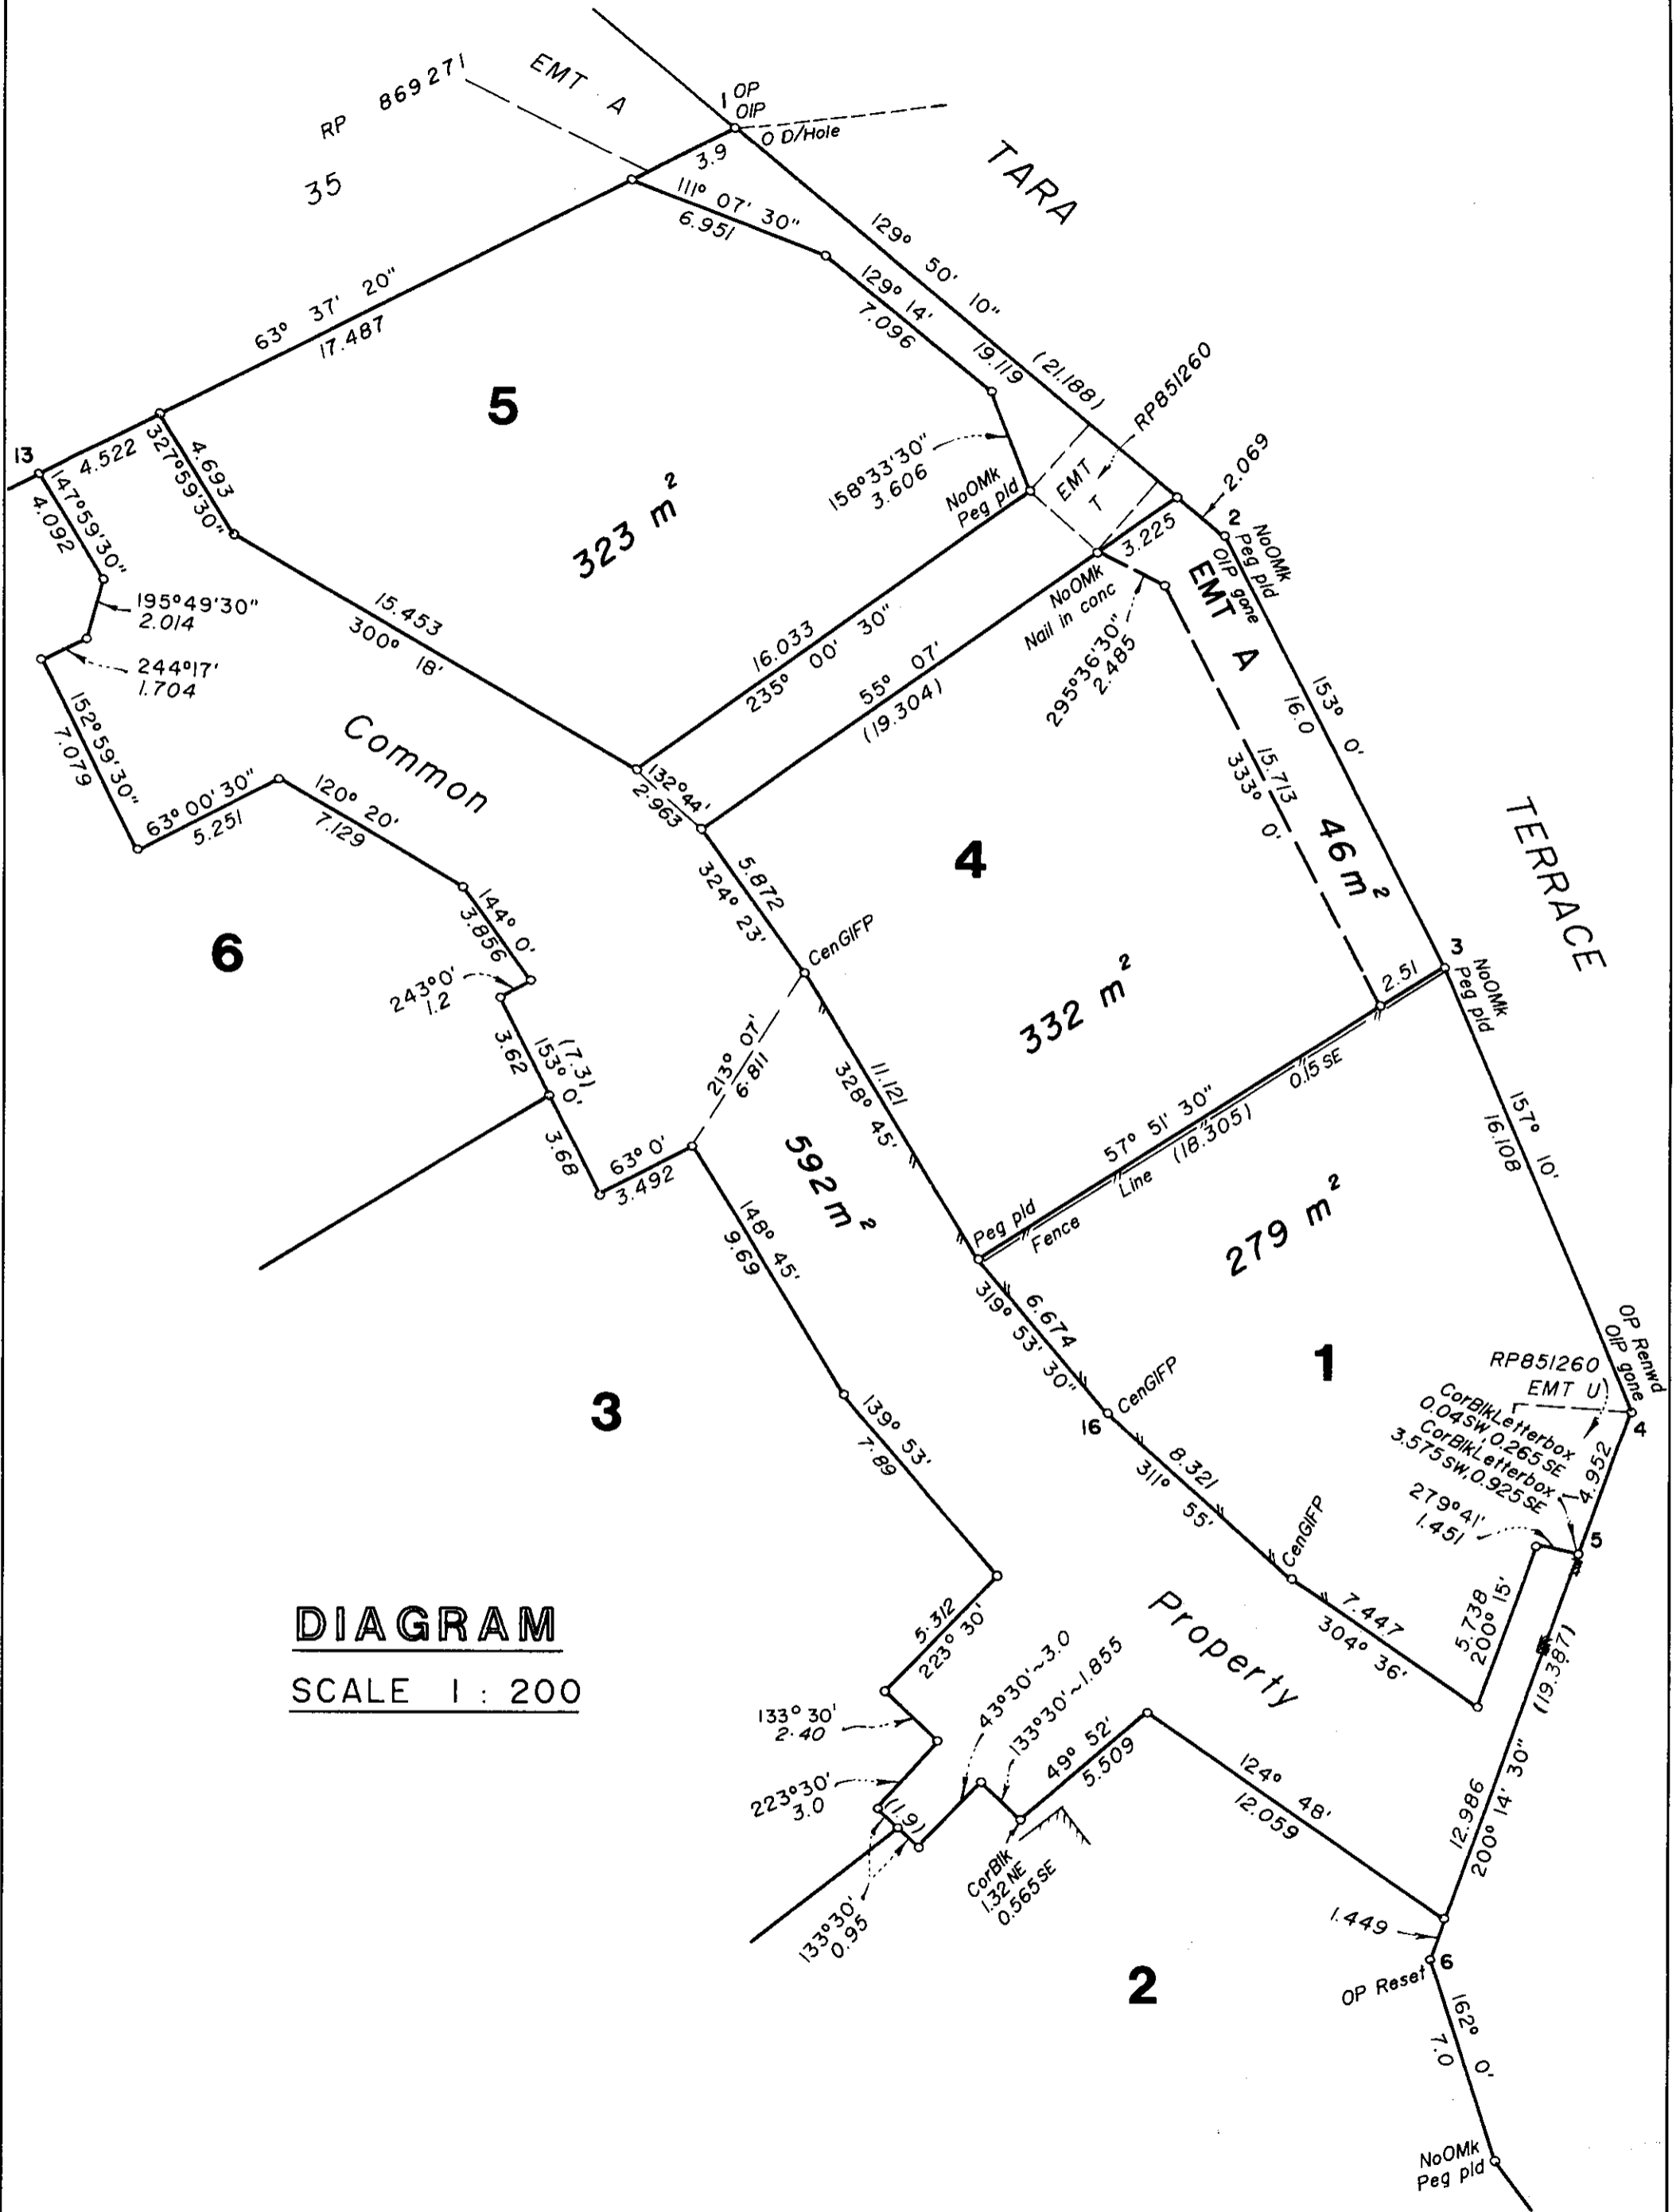 RP 869271
35
EMT A
1
OP
OIP
O D/Hole
3.9
111° 07' 30"
6.951
TARA
129° 50' 10"
19.119
(21.188)
129° 14'
7.096
63° 37' 20"
17.487
5
RP851260
EMT
T
2.069
158°33'30"
3.606
NoOMk
Peg pld
323 m²
13
4.522
4.693
327°59'30"
147°59'30"
4.092
195°49'30"
2.014
244°17'
1.704
152°59'30"
7.079
15.453
300° 18'
3.225
2
NoOMk
Peg pld
OIP gone
EMT A
NoOMk
Nail in conc
295°36'30"
2.485
16.033
235° 00' 30"
55° 07'
(19.304)
153° 0'
16.0
15.713
333° 0'
46 m²
Common
63° 00' 30"
5.251
120° 20'
7.129
132°44'
2.963
5.872
324° 23'
4
TERRACE
6
144° 0'
3.856
243°0'
1.2
CenGIFP
3
NoOMk
Peg pld
2.51
332 m²
(7.3)
153° 0'
3.62
213° 07'
6.811
11.121
328° 45'
0.15 SE
57° 51' 30"
(18.305)
Fence Line
Peg pld
3.68
63° 0'
3.492
592 m²
157° 10'
16.108
279 m²
148° 45'
9.69
6.674
319° 53' 30"
OP Renwd
OIP gone
4
1
RP851260
EMT U
CorBlkLetterbox
0.04SW,0.265SE
CorBlkLetterbox
3.575SW,0.925SE
4.952
3
CenGIFP
16
139° 53'
7.89
8.321
311° 55'
279°41'
1.451
5
CenGIFP
7.447
304° 36'
5.738
200° 15'
(19.387)
12.986
200° 14' 30"
5.312
223° 30'
Property
DIAGRAM
SCALE 1 : 200
133° 30'
2.40
43°30'~3.0
133°30'~1.855
49° 52'
5.509
124° 48'
12.059
223°30'
3.0
(1.9)
133°30'
0.95
CorBlk
1.32 NE
0.565SE
1.449
6
OP Reset
2
162° 0'
7.0
NoOMk
Peg pld